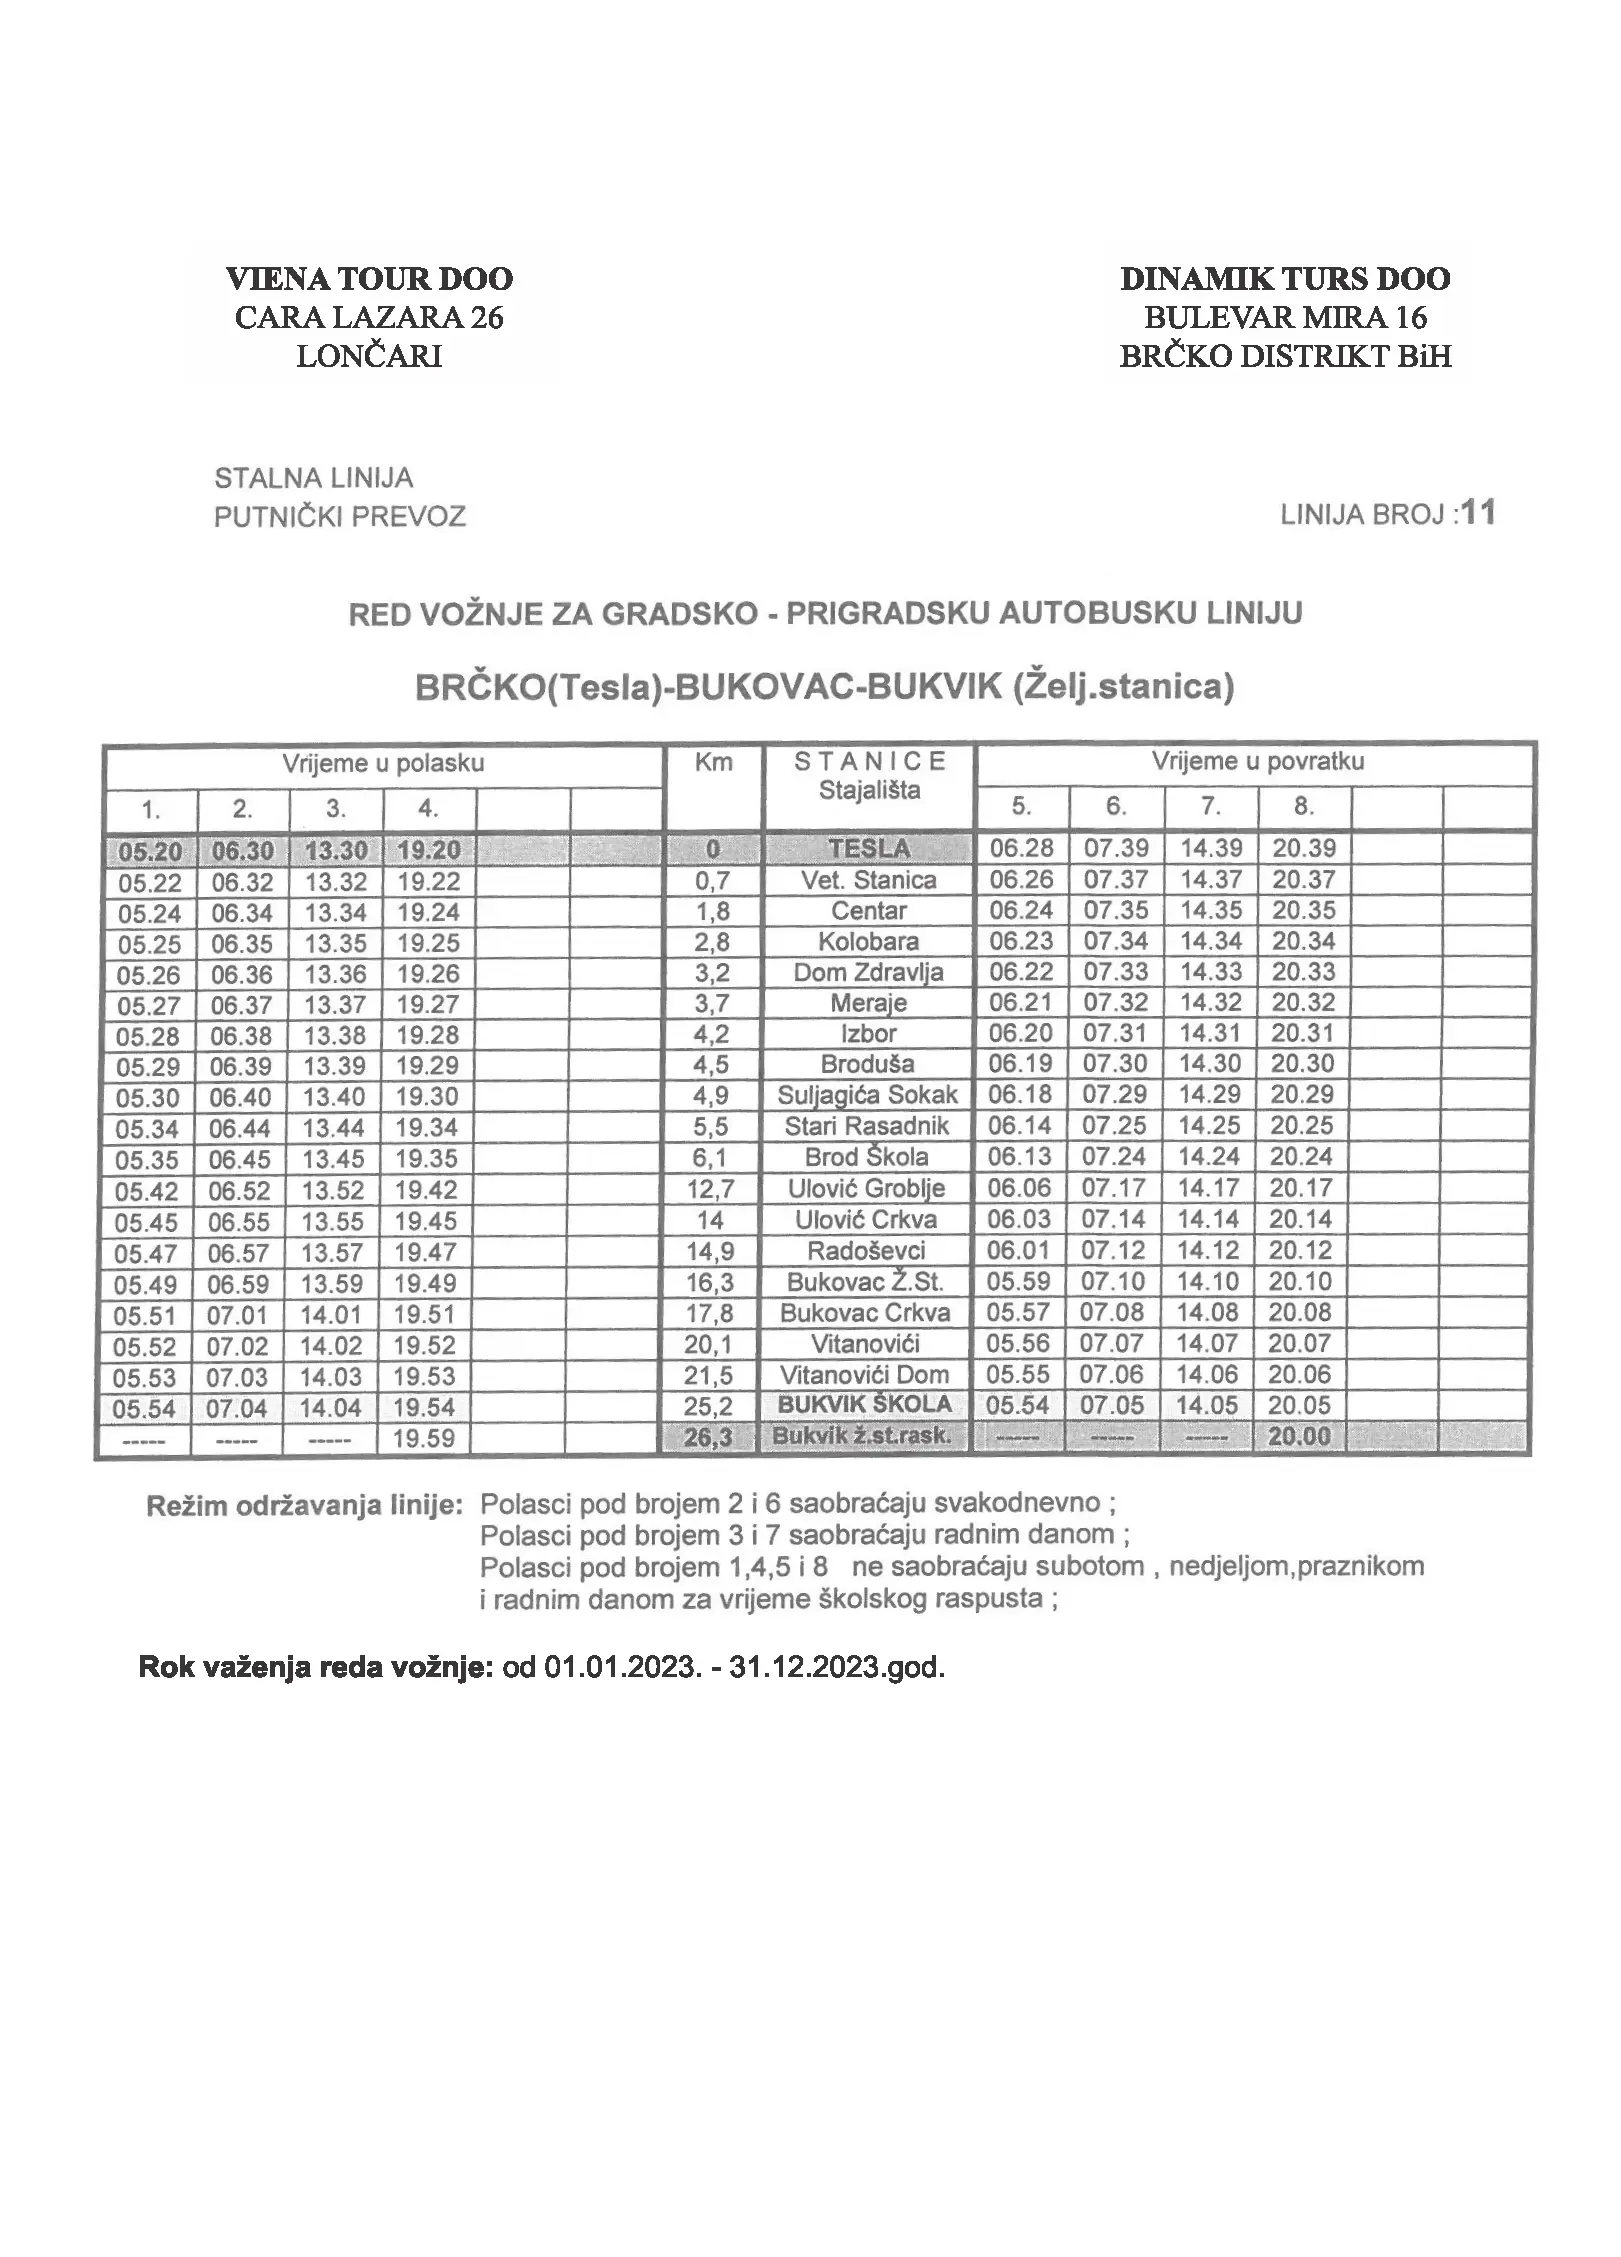 VIENA TOUR DOO
CARA LAZARA 26
LONČARI
DINAMIK TURS DOO
BULEVAR MIRA 16
BRČKO DISTRIKT BiH
STALNA LINIJA
PUTNIČKI PREVOZ
LINIJA BROJ :11
RED VOŽNJE ZA GRADSKO - PRIGRADSKU AUTOBUSKU LINIJU
BRČKO(Tesla)-BUKOVAC-BUKVIK (Želj.stanica)
Vrijeme u polasku Km S T A N I C E Vrijeme u povratku
Stajališta
1. 2. 3. 4. 5. 6. 7. 8.
05.20 06.30 13.30 19.20 0 TESLA 06.28 07.39 14.39 20.39
05.22 06.32 13.32 19.22 0,7 Vet. Stanica 06.26 07.37 14.37 20.37
05.24 06.34 13.34 19.24 1,8 Centar 06.24 07.35 14.35 20.35
05.25 06.35 13.35 19.25 2,8 Kolobara 06.23 07.34 14.34 20.34
05.26 06.36 13.36 19.26 3,2 Dom Zdravlja 06.22 07.33 14.33 20.33
05.27 06.37 13.37 19.27 3,7 Meraje 06.21 07.32 14.32 20.32
05.28 06.38 13.38 19.28 4,2 Izbor 06.20 07.31 14.31 20.31
05.29 06.39 13.39 19.29 4,5 Broduša 06.19 07.30 14.30 20.30
05.30 06.40 13.40 19.30 4,9 Suljagića Sokak 06.18 07.29 14.29 20.29
05.34 06.44 13.44 19.34 5,5 Stari Rasadnik 06.14 07.25 14.25 20.25
05.35 06.45 13.45 19.35 6,1 Brod Škola 06.13 07.24 14.24 20.24
05.42 06.52 13.52 19.42 12,7 Ulović Groblje 06.06 07.17 14.17 20.17
05.45 06.55 13.55 19.45 14 Ulović Crkva 06.03 07.14 14.14 20.14
05.47 06.57 13.57 19.47 14,9 Radoševci 06.01 07.12 14.12 20.12
05.49 06.59 13.59 19.49 16,3 Bukovac Ž.St. 05.59 07.10 14.10 20.10
05.51 07.01 14.01 19.51 17,8 Bukovac Crkva 05.57 07.08 14.08 20.08
05.52 07.02 14.02 19.52 20,1 Vitanovići 05.56 07.07 14.07 20.07
05.53 07.03 14.03 19.53 21,5 Vitanovići Dom 05.55 07.06 14.06 20.06
05.54 07.04 14.04 19.54 25,2 BUKVIK ŠKOLA 05.54 07.05 14.05 20.05
----- ----- ----- 19.59 26,3 Bukvik ž.st.rask. ----- ----- ----- 20.00
Režim održavanja linije: Polasci pod brojem 2 i 6 saobraćaju svakodnevno ;
Polasci pod brojem 3 i 7 saobraćaju radnim danom ;
Polasci pod brojem 1,4,5 i 8 ne saobraćaju subotom , nedjeljom,praznikom
i radnim danom za vrijeme školskog raspusta ;
Rok važenja reda vožnje: od 01.01.2023. - 31.12.2023.god.